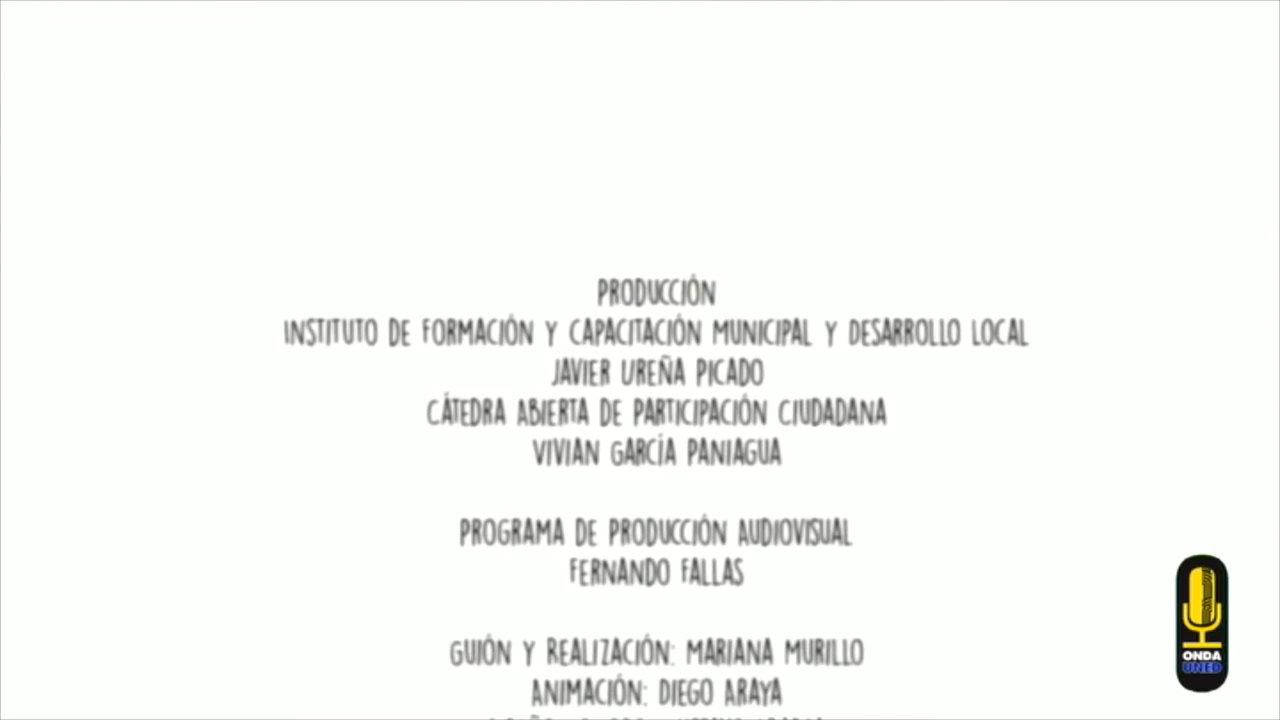 PRODUCCIÓN
INSTITUTO DE FORMACIÓN Y CAPACITACIÓN MUNICIPAL Y DESARROLLO LOCAL
JAVIER UREÑA PICADO
CÁTEDRA ABIERTA DE PARTICIPACIÓN CIUDADANA
VIVIAN GARCÍA PANIAGUA
PROGRAMA DE PRODUCCIÓN AUDIOVISUAL
FERNANDO FALLAS
GUIÓN Y REALIZACIÓN: MARIANA MURILLO
ANIMACIÓN: DIEGO ARAYA
ONDA
UNED